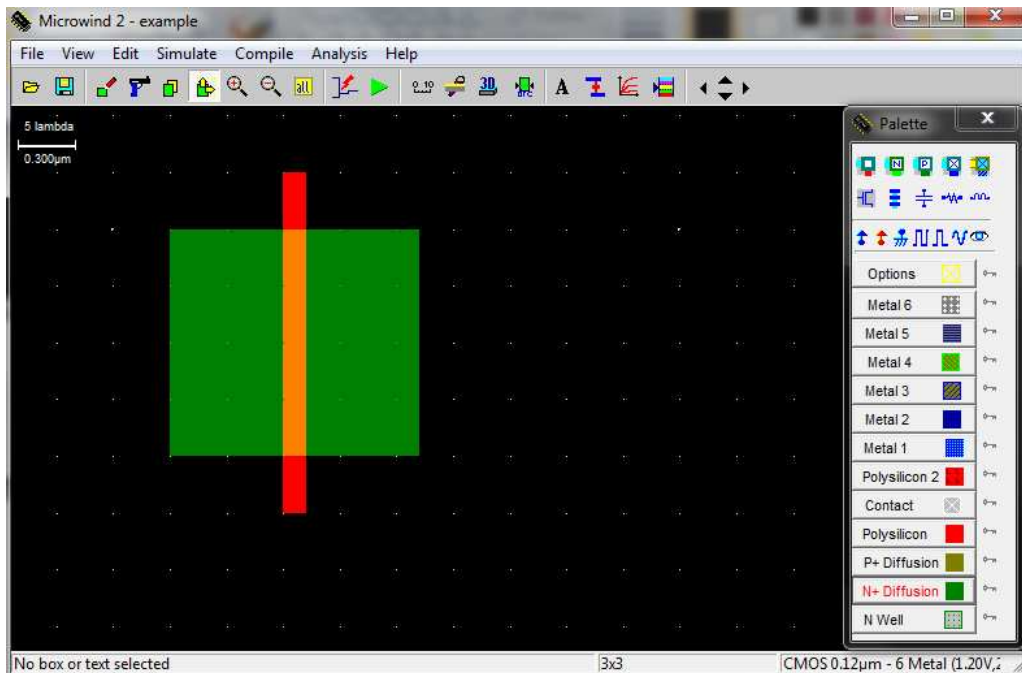 Microwind 2 - example
File View Edit Simulate Compile Analysis Help
5 lambda
0.300µm
Palette
Options
Metal 6
Metal 5
Metal 4
Metal 3
Metal 2
Metal 1
Polysilicon 2
Contact
Polysilicon
P+ Diffusion
N+ Diffusion
N Well
No box or text selected
3x3
CMOS 0.12µm - 6 Metal (1.20V,2